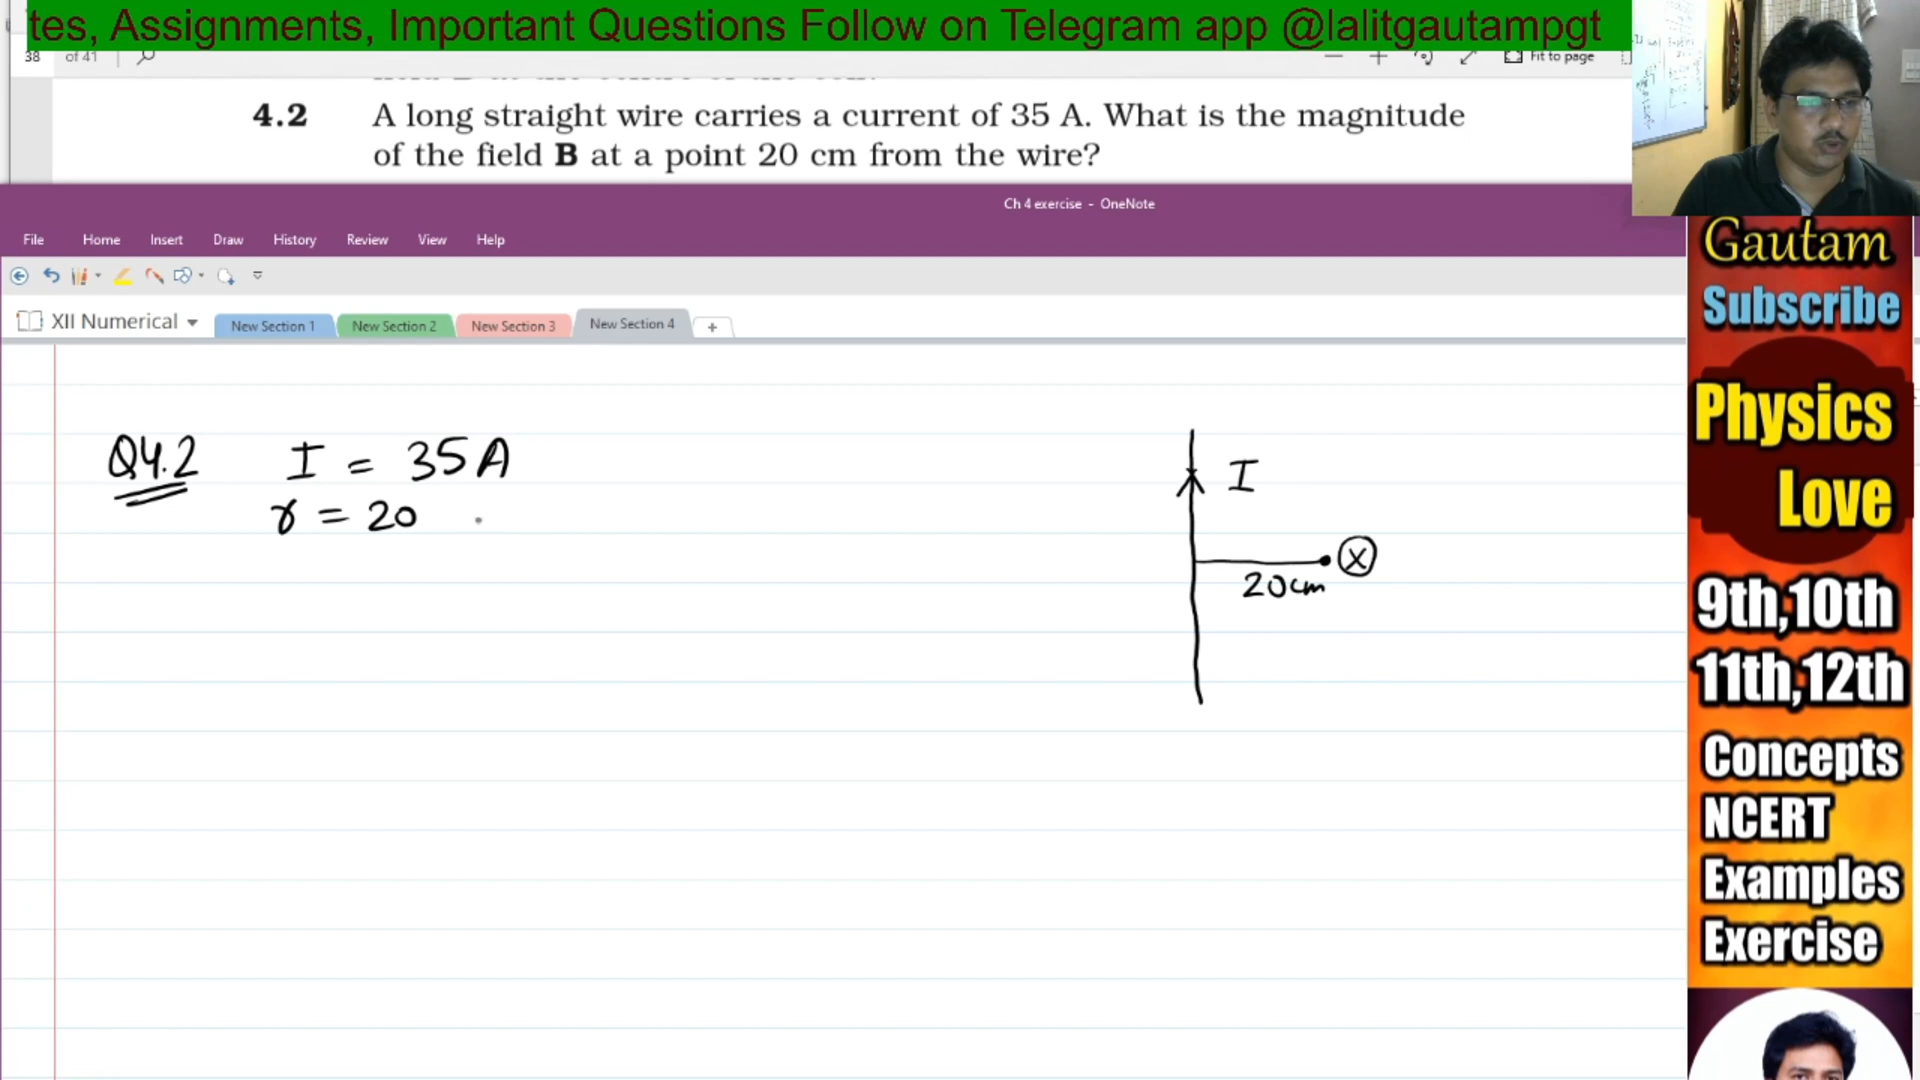 tes, Assignments, Important Questions Follow on Telegram app @lalitgautampgt
38 of 41
Fit to page
4.2 A long straight wire carries a current of 35 A. What is the magnitude
of the field B at a point 20 cm from the wire?
Ch 4 exercise - OneNote
File Home Insert Draw History Review View Help
XII Numerical New Section 1 New Section 2 New Section 3 New Section 4 +
Q4.2 I = 35A
r = 20
I
20cm
Gautam
Subscribe
Physics
Love
9th,10th
11th,12th
Concepts
NCERT
Examples
Exercise